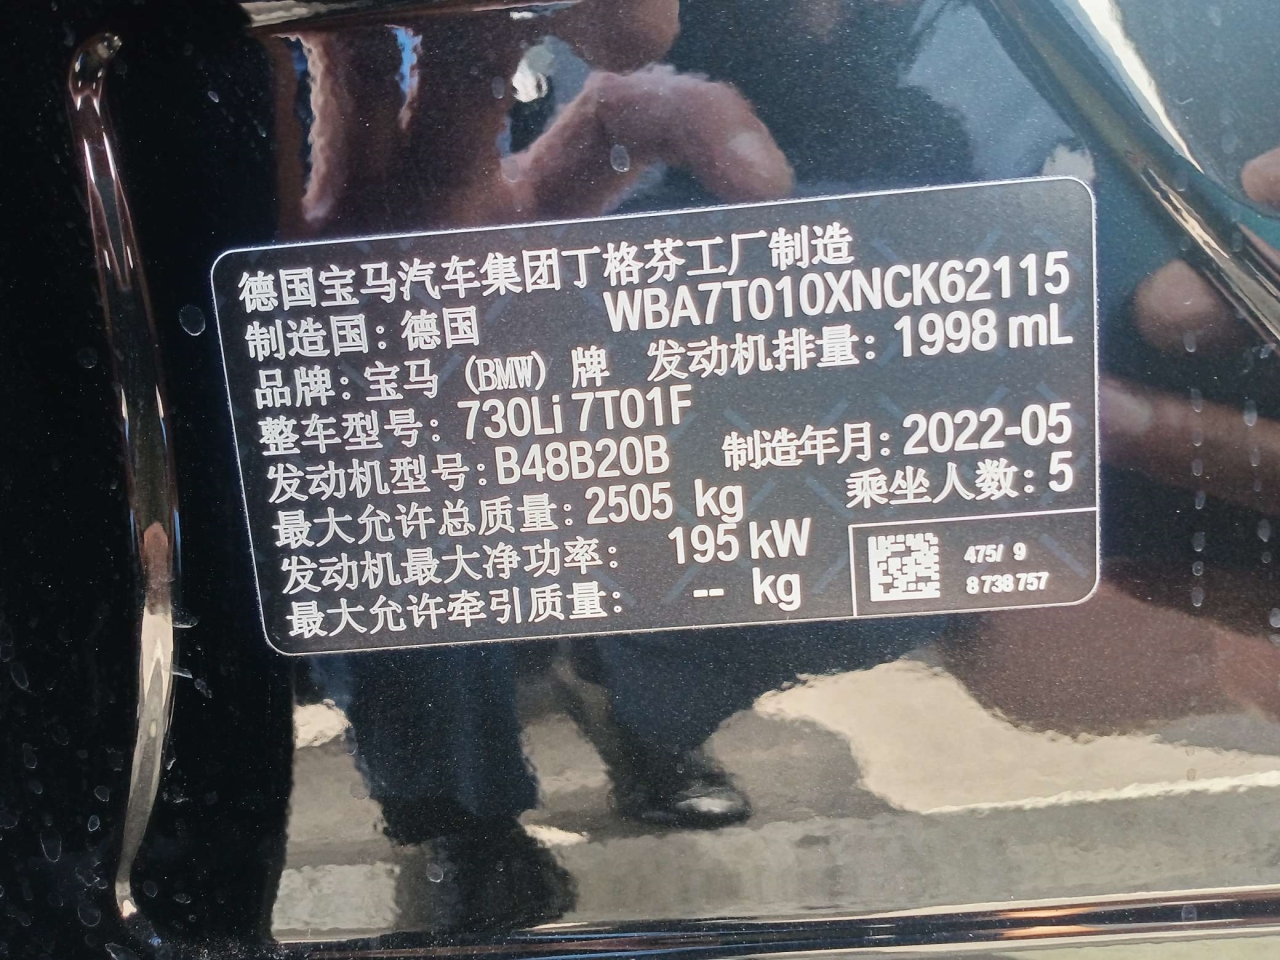 德国宝马汽车集团丁格芬工厂制造
制造国：德国 WBA7T010XNCK62115
品牌：宝马（BMW）牌 发动机排量：1998 mL
整车型号：730Li 7T01F
发动机型号：B48B20B 制造年月：2022-05
最大允许总质量：2505 kg 乘坐人数：5
发动机最大净功率： 195 kW
最大允许牵引质量： -- kg
475/ 9
8 738 757